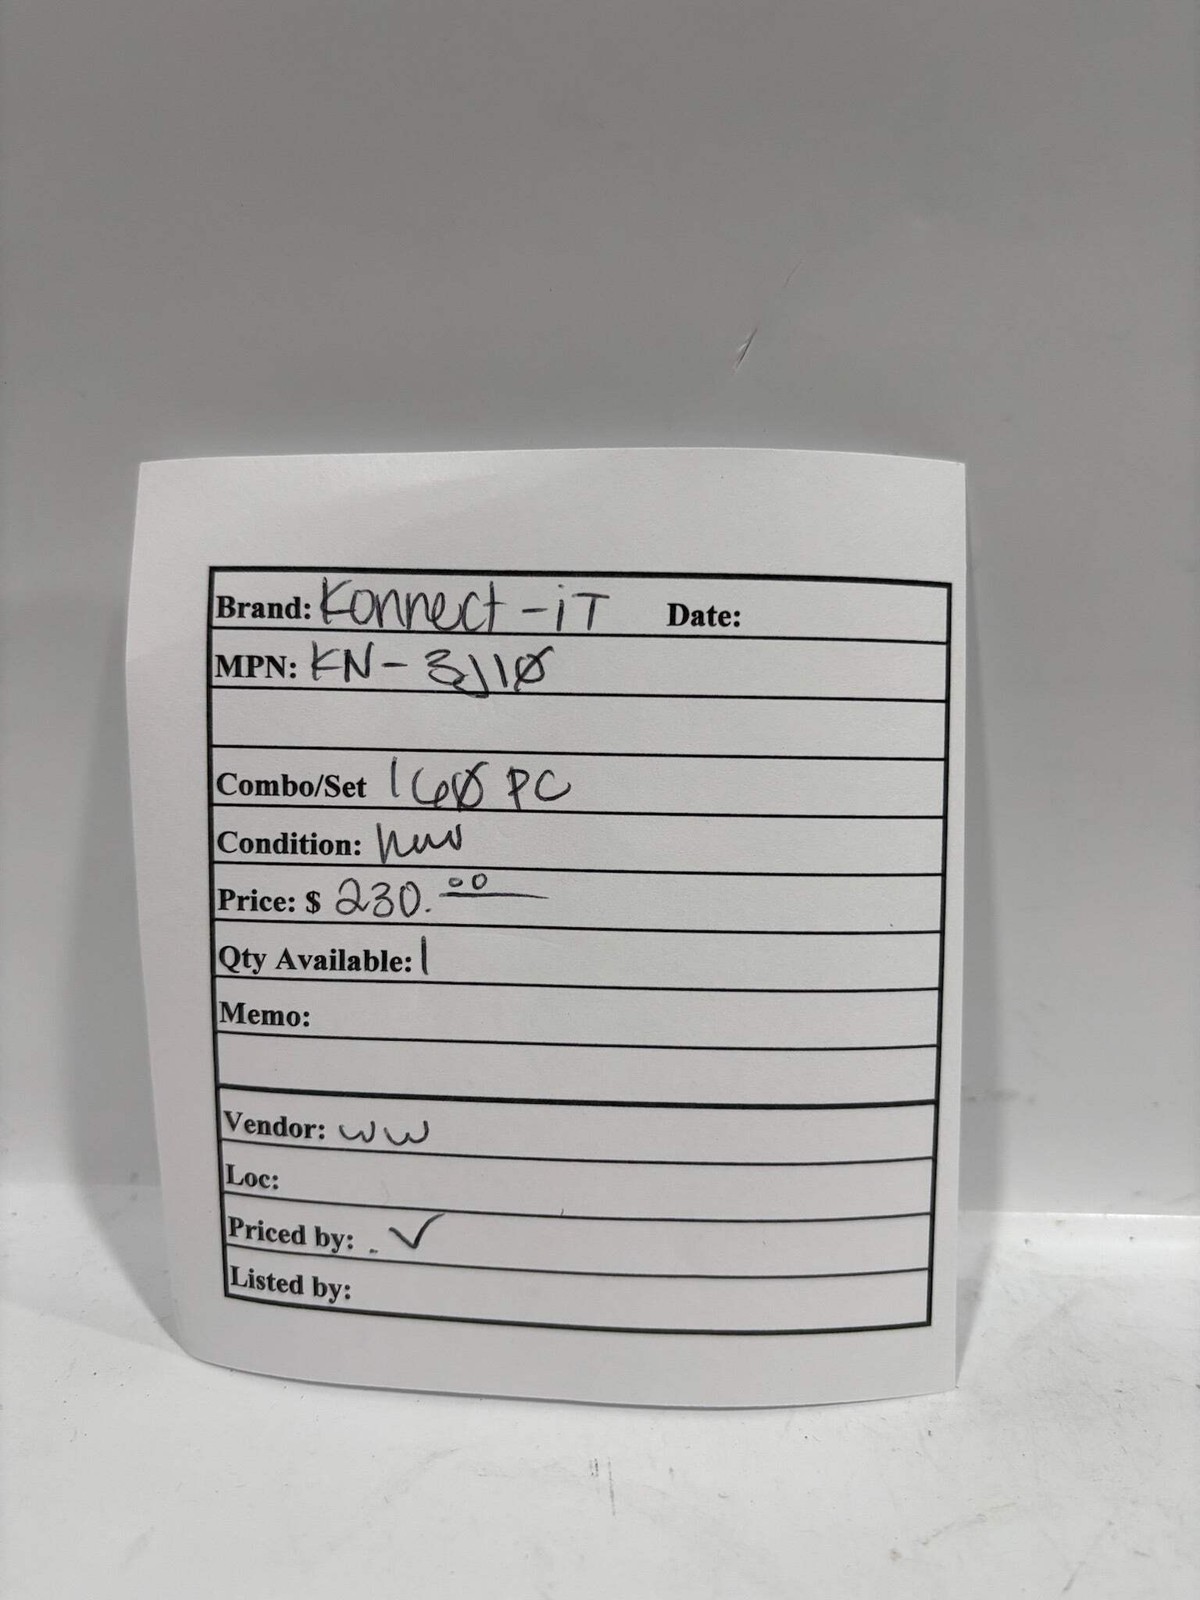 Brand: Konnect-iT Date:
MPN: KN-3110
Combo/Set 160 PC
Condition: New
Price: $ 230.00
Qty Available: 1
Memo:
Vendor: WW
Loc:
Priced by: ✓
Listed by: